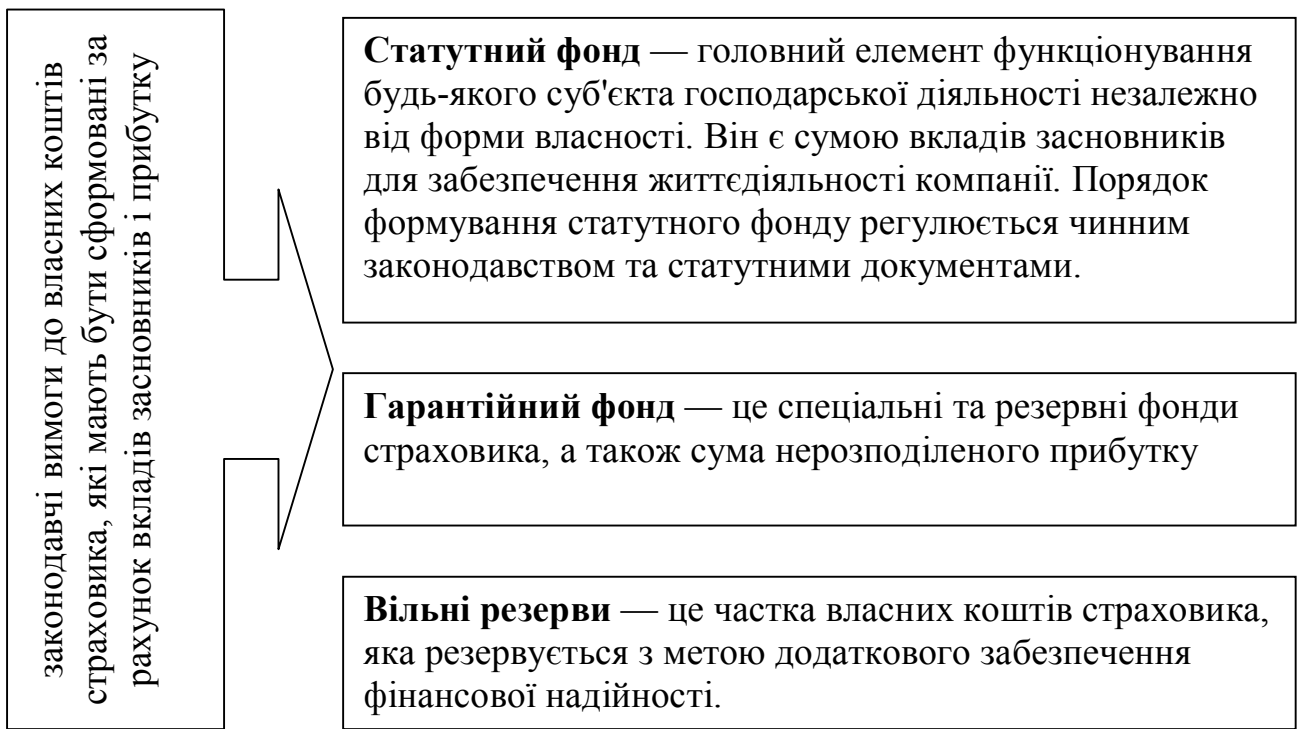 законодавчі вимоги до власних коштів
страховика, які мають бути сформовані за
рахунок вкладів засновників і прибутку
Статутний фонд — головний елемент функціонування
будь-якого суб'єкта господарської діяльності незалежно
від форми власності. Він є сумою вкладів засновників
для забезпечення життєдіяльності компанії. Порядок
формування статутного фонду регулюється чинним
законодавством та статутними документами.
Гарантійний фонд — це спеціальні та резервні фонди
страховика, а також сума нерозподіленого прибутку
Вільні резерви — це частка власних коштів страховика,
яка резервується з метою додаткового забезпечення
фінансової надійності.